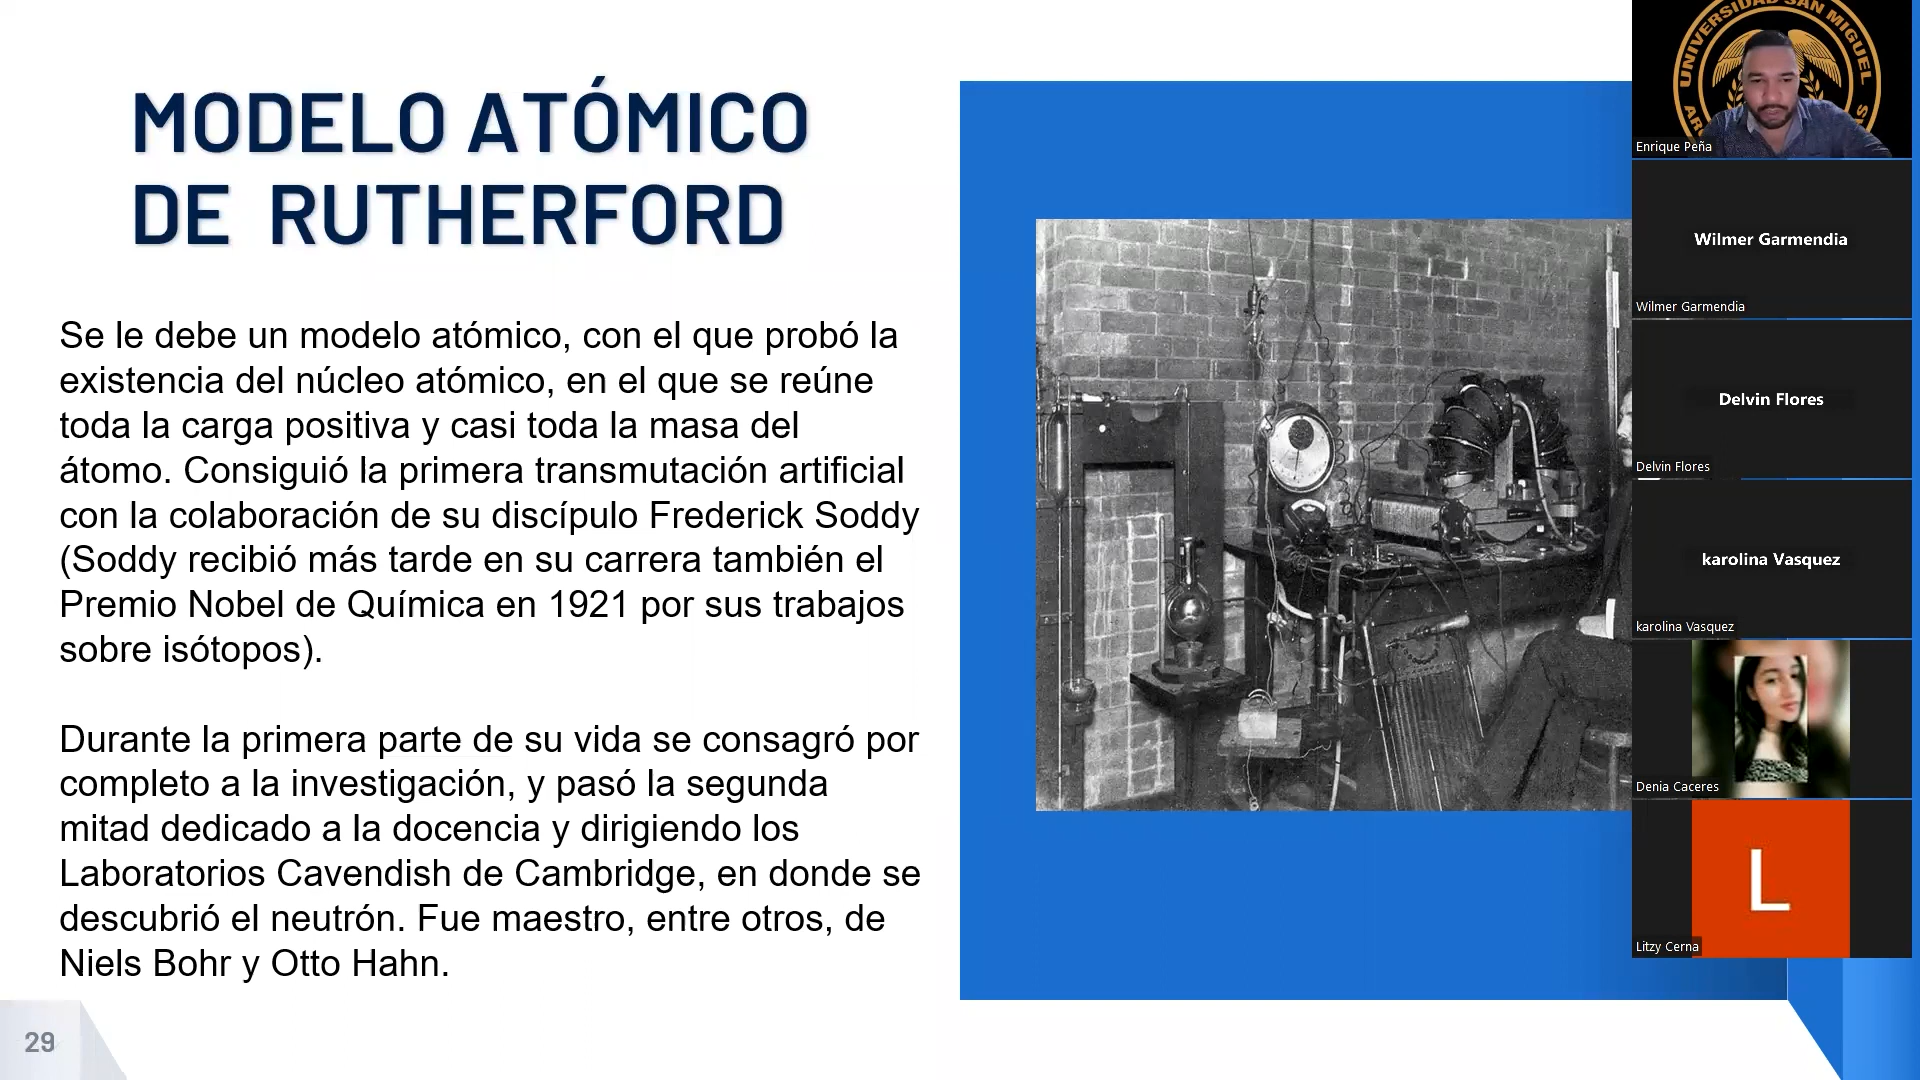 MODELO ATÓMICO
DE RUTHERFORD
Se le debe un modelo atómico, con el que probó la
existencia del núcleo atómico, en el que se reúne
toda la carga positiva y casi toda la masa del
átomo. Consiguió la primera transmutación artificial
con la colaboración de su discípulo Frederick Soddy
(Soddy recibió más tarde en su carrera también el
Premio Nobel de Química en 1921 por sus trabajos
sobre isótopos).
Durante la primera parte de su vida se consagró por
completo a la investigación, y pasó la segunda
mitad dedicado a la docencia y dirigiendo los
Laboratorios Cavendish de Cambridge, en donde se
descubrió el neutrón. Fue maestro, entre otros, de
Niels Bohr y Otto Hahn.
29
UNIVERSIDAD SAN MIGUEL
Enrique Peña
Wilmer Garmendia
Wilmer Garmendia
Delvin Flores
Delvin Flores
karolina Vasquez
karolina Vasquez
Denia Caceres
L
Litzy Cerna